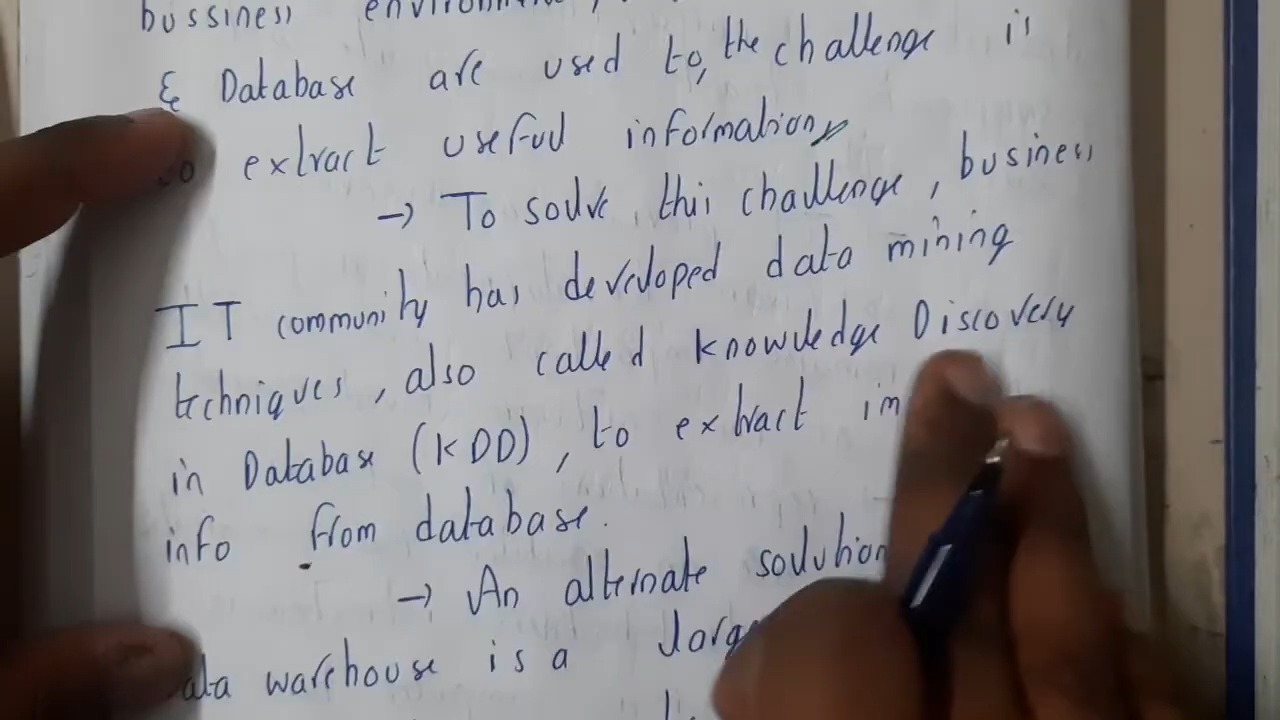 bussiness
& Database are used to, the challenge is
extract useful information
→ To solve this challenge, business
IT community has developed data mining
techniques, also called knowledge Discovery
in Database (KDD), to extract
info from database.
→ An alternate solution
warehouse is a